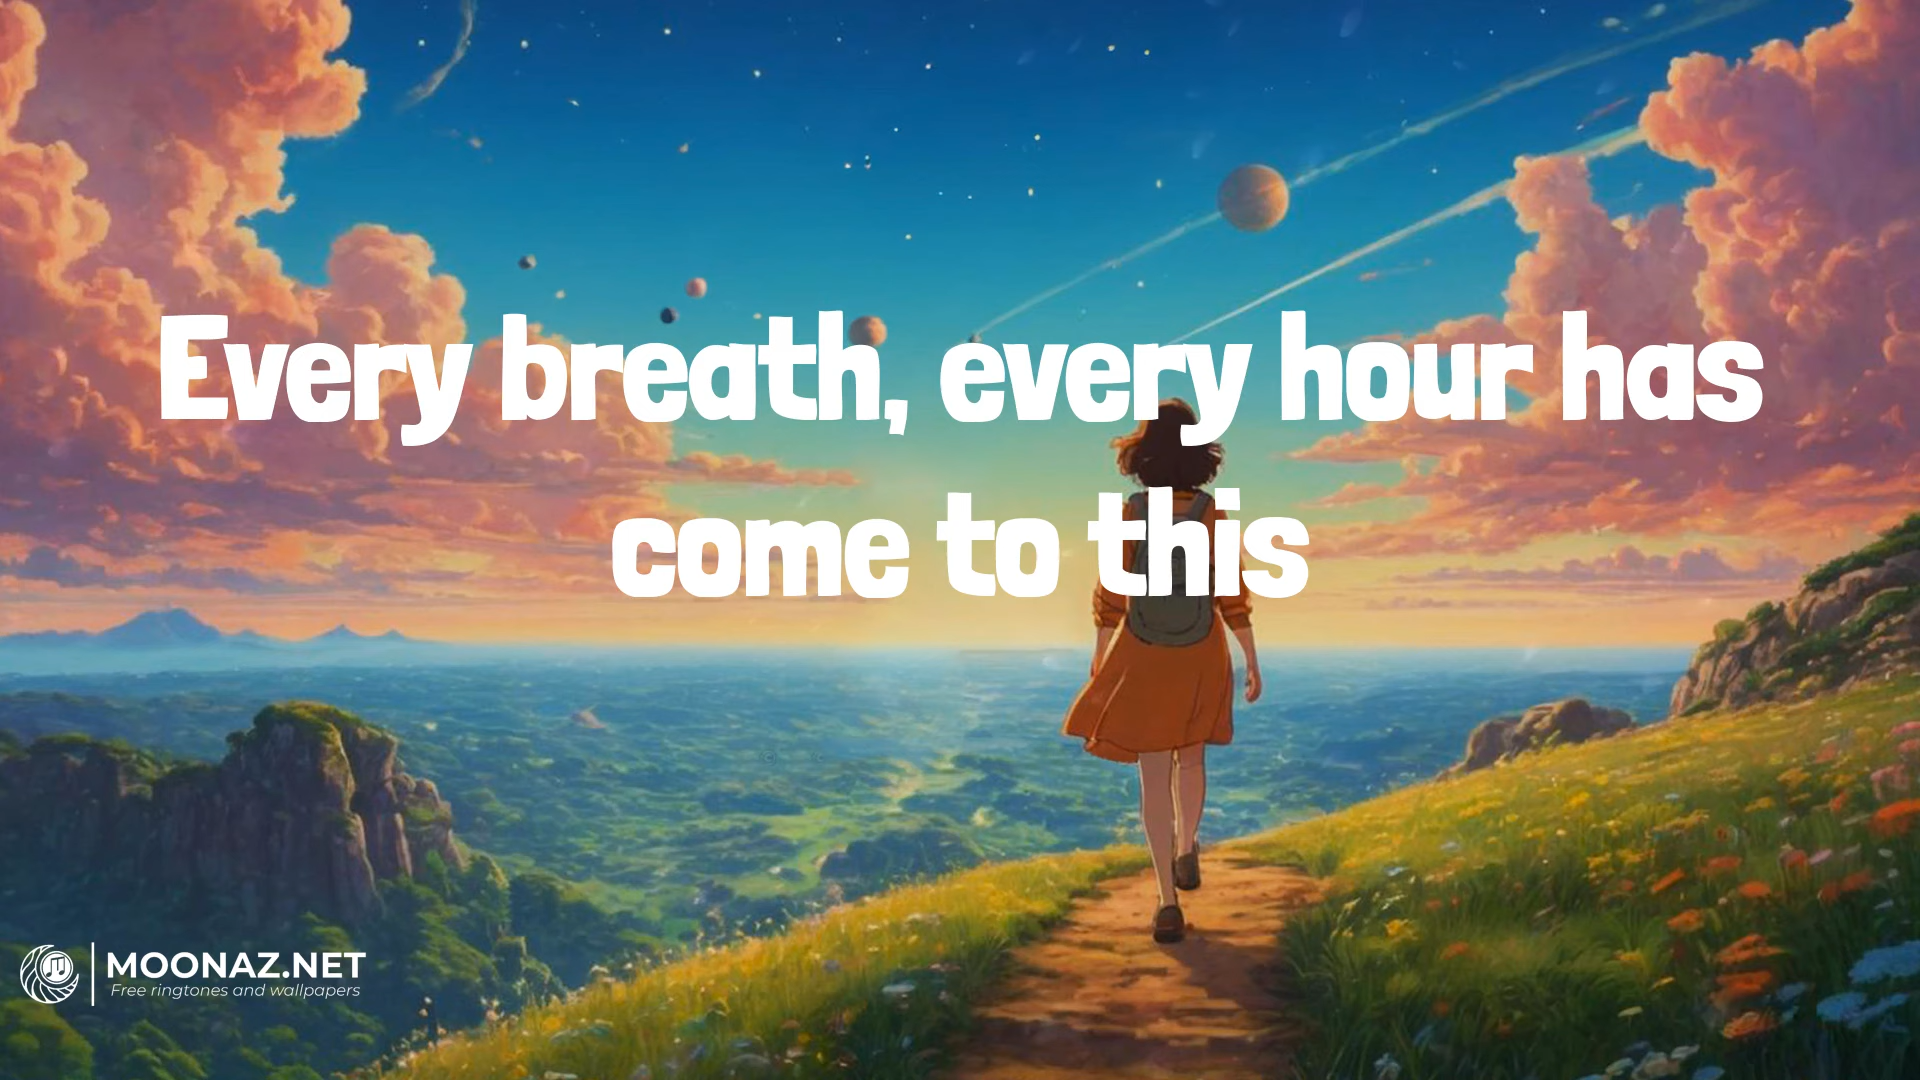 Every breath, every hour has
come to this
MOONAZ.NET
Free ringtones and wallpapers